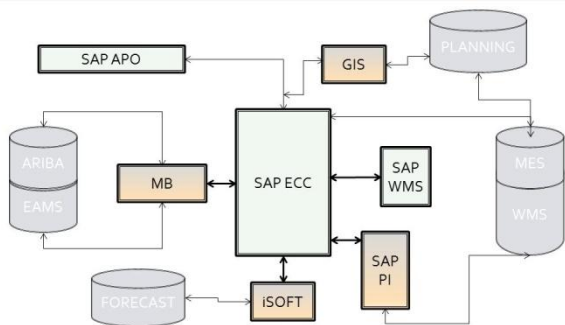 PLANNING
SAP APO
GIS
ARIBA
EAMS
MB
SAP ECC
SAP
WMS
MES
WMS
SAP
PI
FORECAST
iSOFT